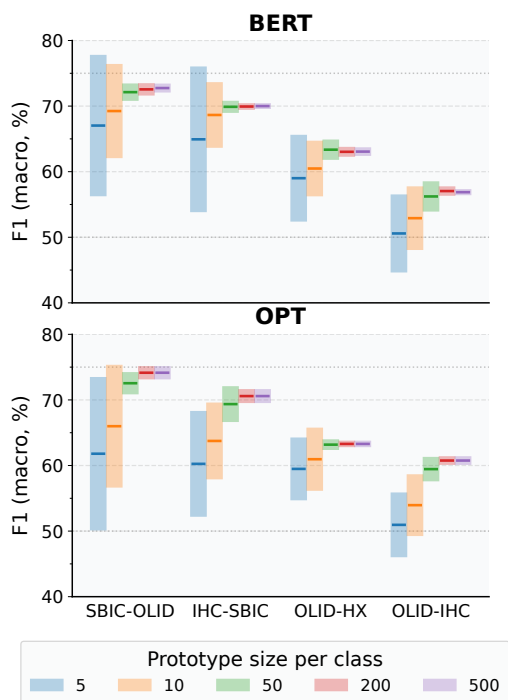 BERT
80
70
60
50
40
F1 (macro, %)
OPT
80
70
60
50
40
F1 (macro, %)
SBIC-OLID IHC-SBIC OLID-HX OLID-IHC
Prototype size per class
5 10 50 200 500